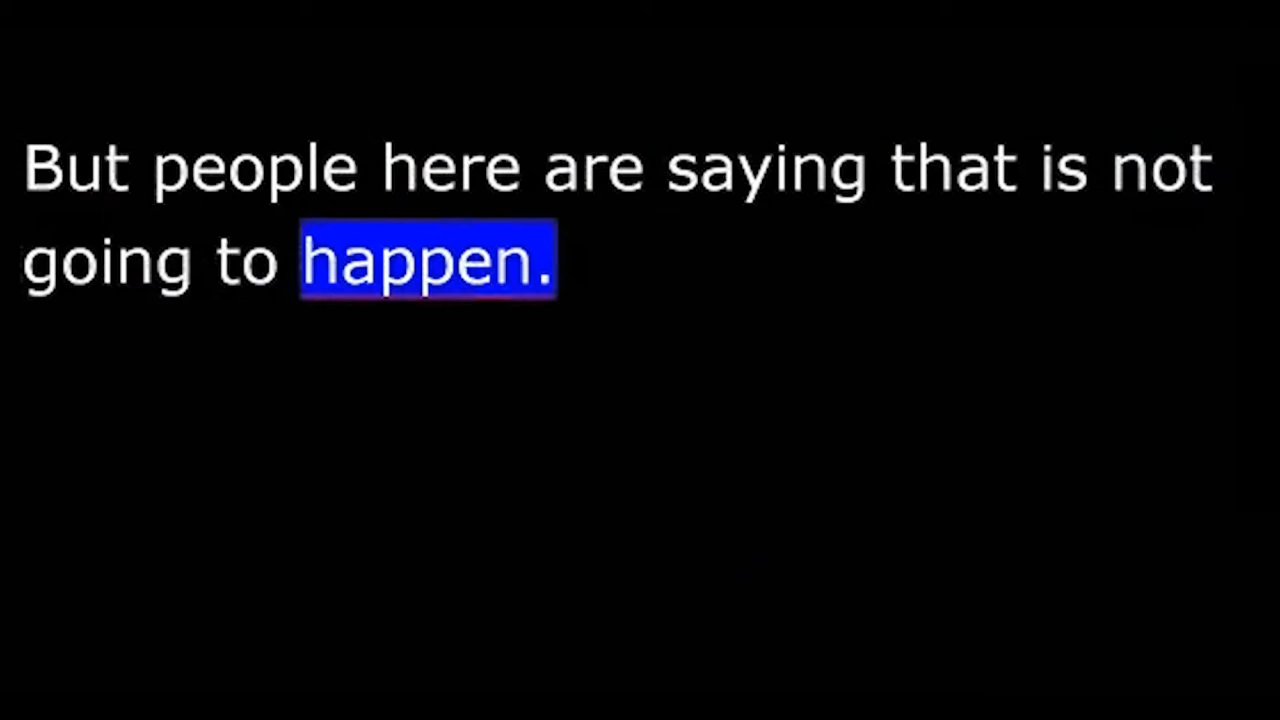 But people here are saying that is not
going to happen.